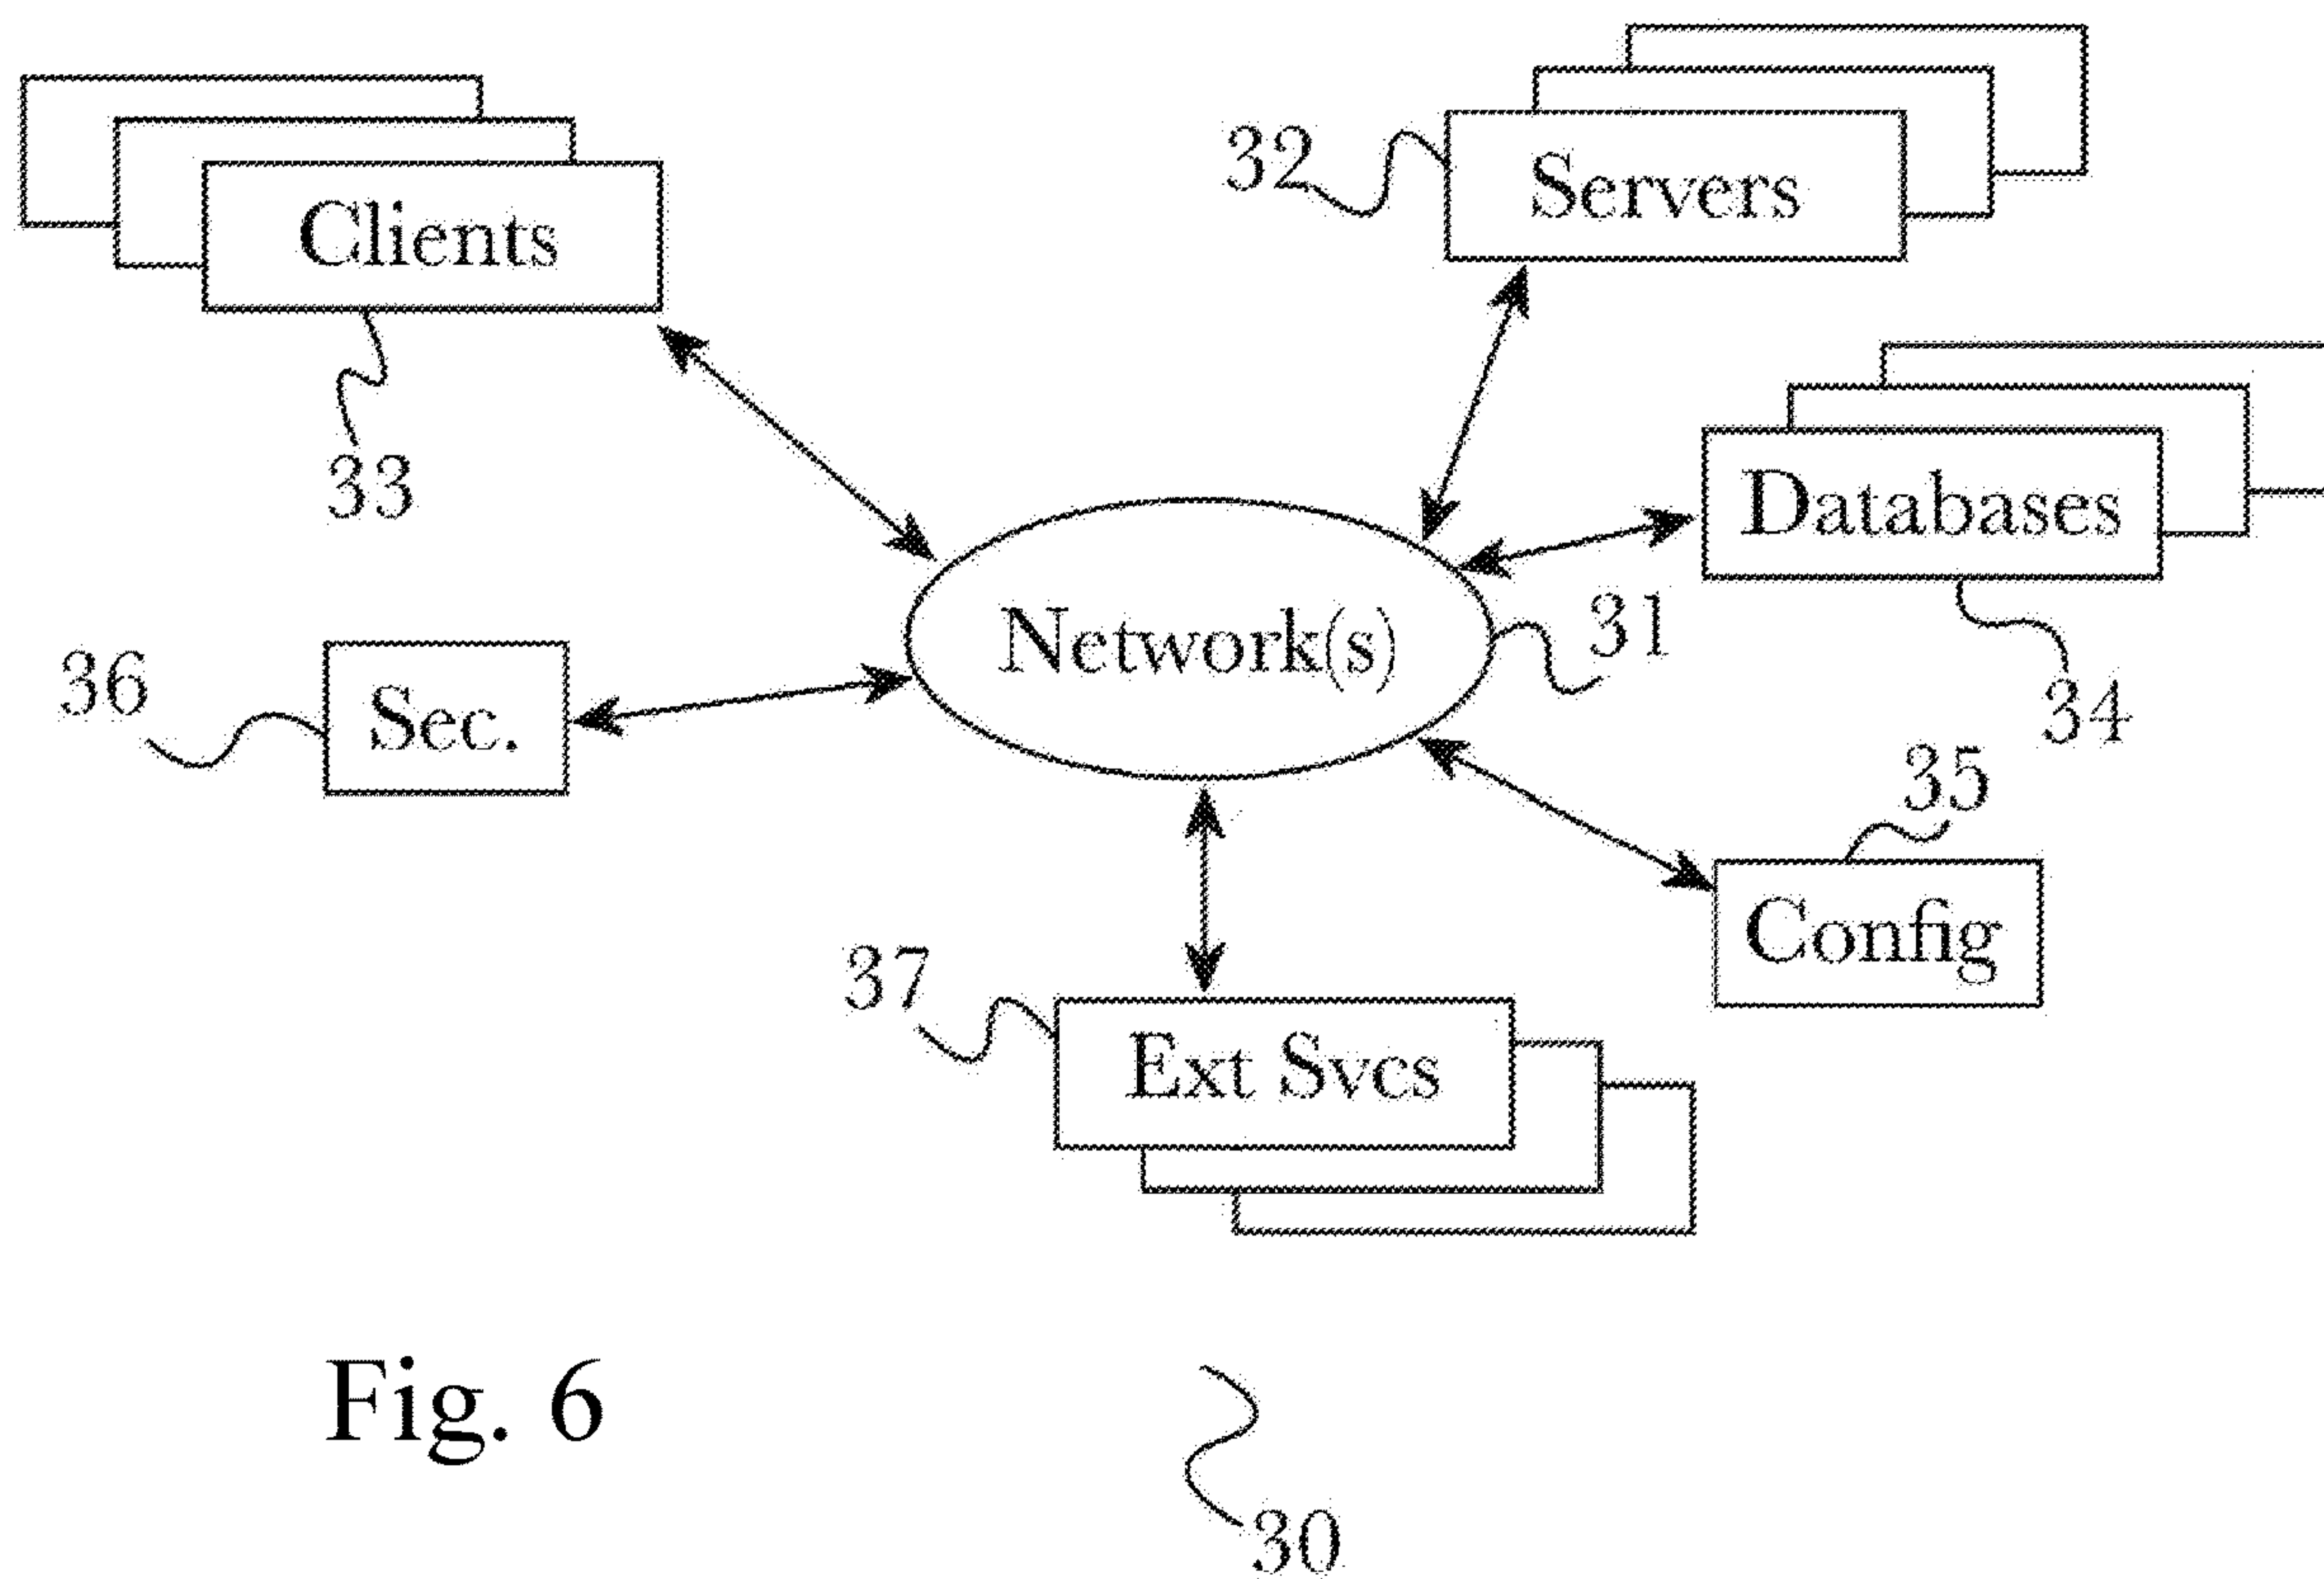 32
Servers
Clients
33
Databases
Network(s)
31
34
36
Sec.
35
Config
37
Ext Svcs
Fig. 6
30